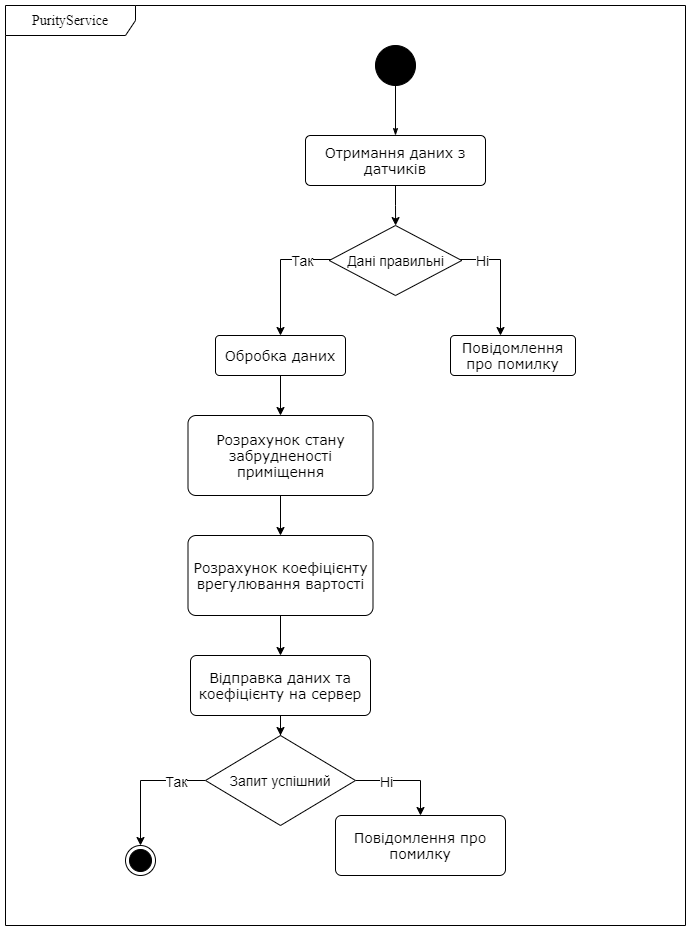 PurityService
Отримання даних з
датчиків
Так
Дані правильні
Ні
Обробка даних
Повідомлення
про помилку
Розрахунок стану
забрудненості
приміщення
Розрахунок коефіцієнту
врегулювання вартості
Відправка даних та
коефіцієнту на сервер
Так
Запит успішний
Ні
Повідомлення про
помилку